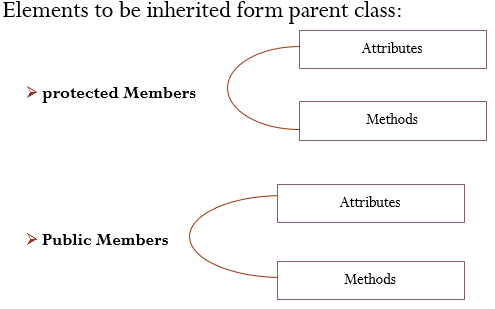 Elements to be inherited form parent class:
Attributes
protected Members
Methods
Attributes
Public Members
Methods